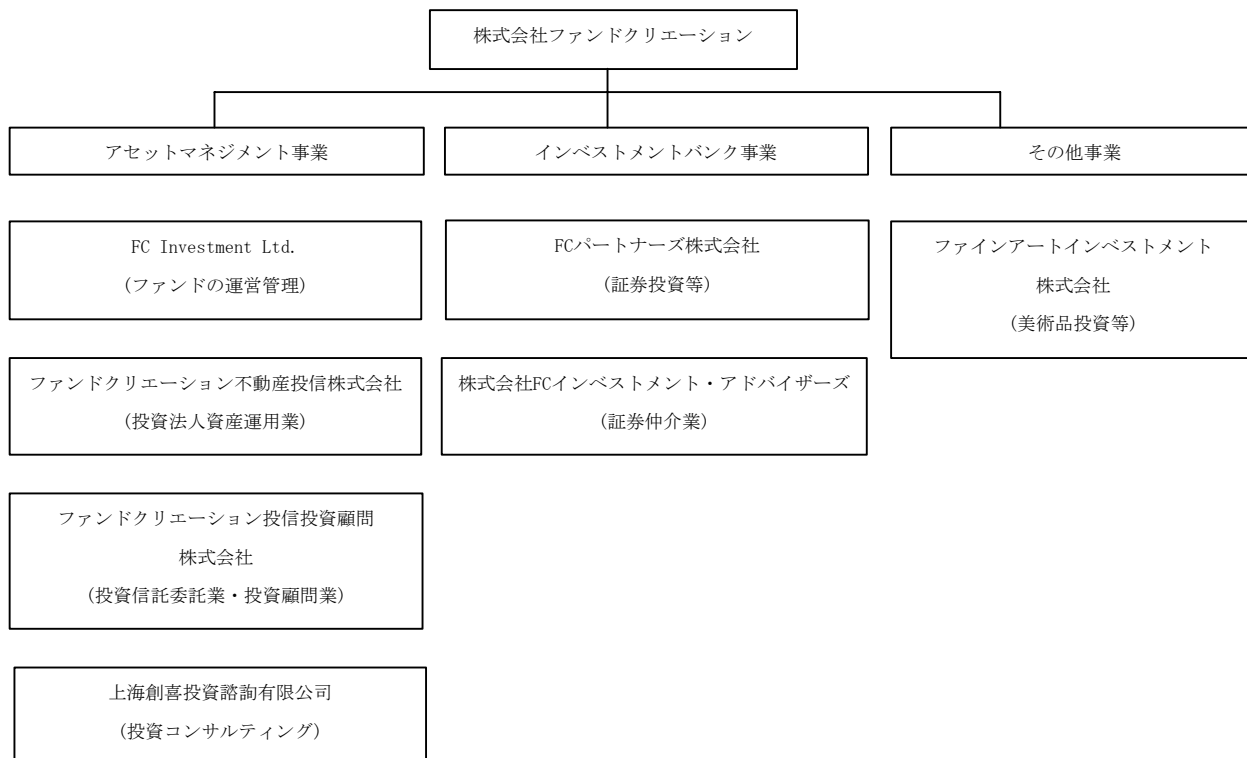 株式会社ファンドクリエーション
アセットマネジメント事業
インベストメントバンク事業
その他事業
FC Investment Ltd.
(ファンドの運営管理)
FCパートナーズ株式会社
(証券投資等)
ファインアートインベストメント
株式会社
(美術品投資等)
ファンドクリエーション不動産投信株式会社
(投資法人資産運用業)
株式会社FCインベストメント・アドバイザーズ
(証券仲介業)
ファンドクリエーション投信投資顧問
株式会社
(投資信託委託業・投資顧問業)
上海創喜投資諮詢有限公司
(投資コンサルティング)